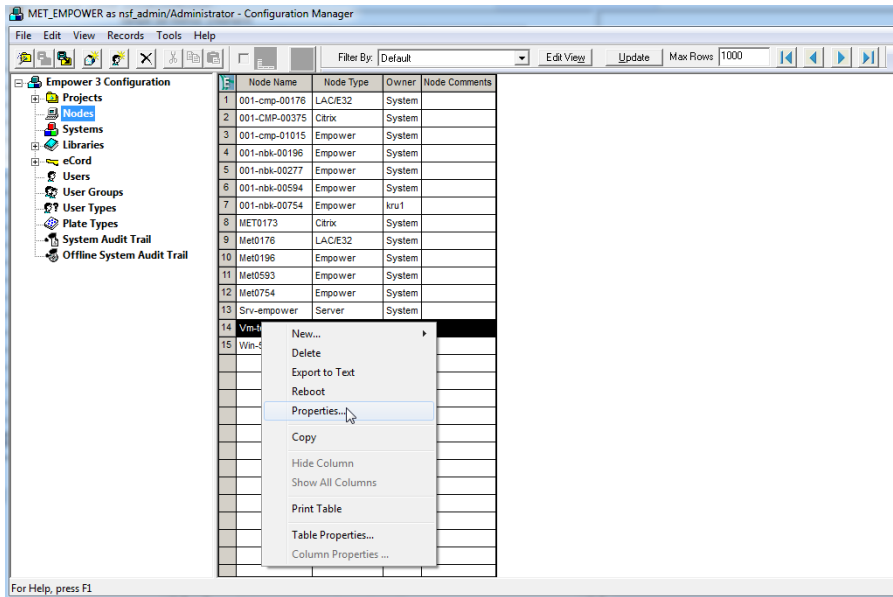 MET_EMPOWER as nsf_admin/Administrator - Configuration Manager
File Edit View Records Tools Help
Filter By: Default Edit View Update Max Rows 1000
Empower 3 Configuration
Projects
Nodes
Systems
Libraries
eCord
Users
User Groups
User Types
Plate Types
System Audit Trail
Offline System Audit Trail
Node Name Node Type Owner Node Comments
1 001-cmp-00176 LAC/E32 System
2 001-CMP-00375 Citrix System
3 001-cmp-01015 Empower System
4 001-nbk-00196 Empower System
5 001-nbk-00277 Empower System
6 001-nbk-00594 Empower System
7 001-nbk-00754 Empower kru1
8 MET0173 Citrix System
9 Met0176 LAC/E32 System
10 Met0196 Empower System
11 Met0593 Empower System
12 Met0754 Empower System
13 Srv-empower Server System
14
15
New...
Delete
Export to Text
Reboot
Properties...
Copy
Hide Column
Show All Columns
Print Table
Table Properties...
Column Properties ...
For Help, press F1